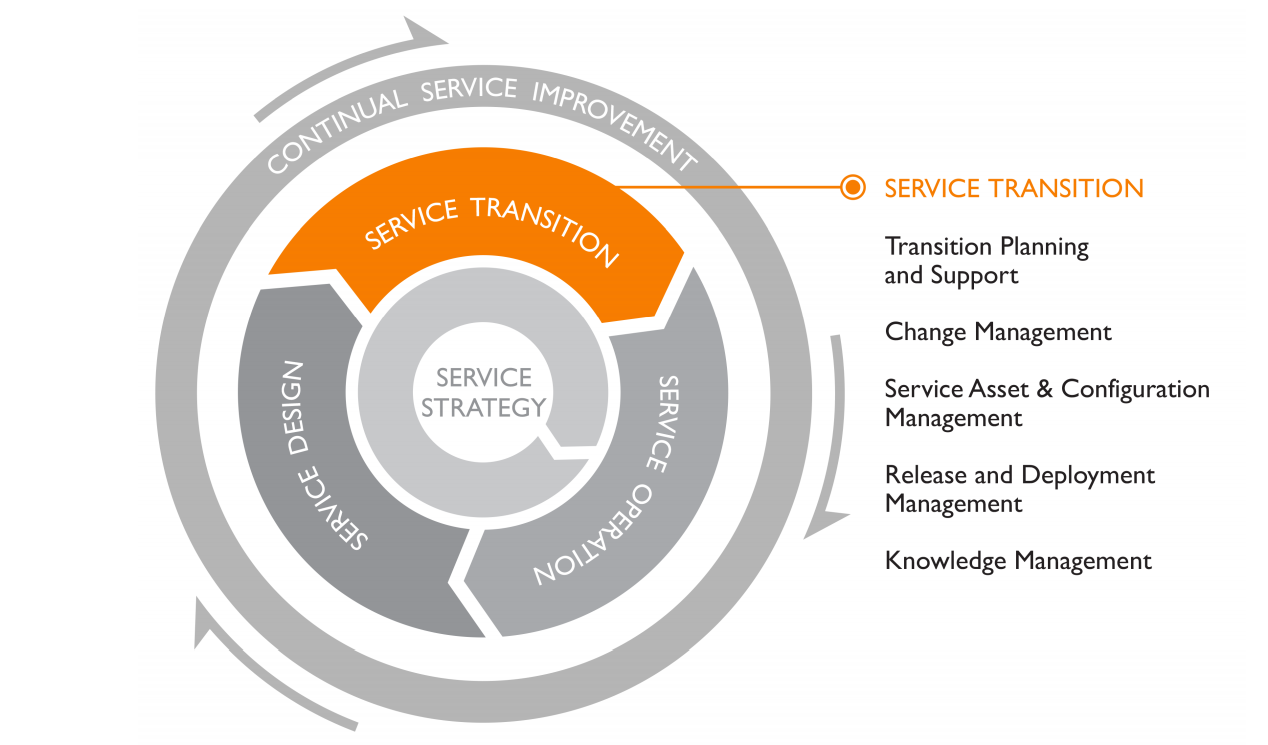 CONTINUAL SERVICE IMPROVEMENT
SERVICE TRANSITION
SERVICE DESIGN
SERVICE OPERATION
SERVICE
STRATEGY
SERVICE TRANSITION
Transition Planning
and Support
Change Management
Service Asset & Configuration
Management
Release and Deployment
Management
Knowledge Management